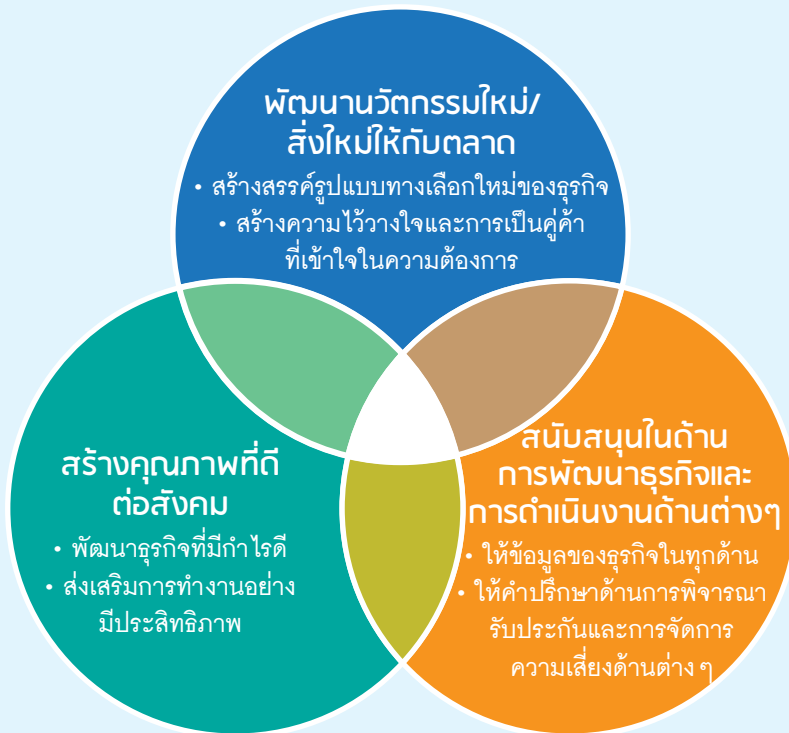 พัฒนานวัตกรรมใหม่/
สิ่งใหม่ให้กับตลาด
• สร้างสรรค์รูปแบบทางเลือกใหม่ของธุรกิจ
• สร้างความไว้วางใจและการเป็นคู่ค้า
ที่เข้าใจในความต้องการ
สร้างคุณภาพที่ดี
ต่อสังคม
• พัฒนาธุรกิจที่มีกำไรดี
• ส่งเสริมการทำงานอย่าง
มีประสิทธิภาพ
สนับสนุนในด้าน
การพัฒนาธุรกิจและ
การดำเนินงานด้านต่างๆ
• ให้ข้อมูลของธุรกิจในทุกด้าน
• ให้คำปรึกษาด้านการพิจารณา
รับประกันและการจัดการ
ความเสี่ยงด้านต่าง ๆ